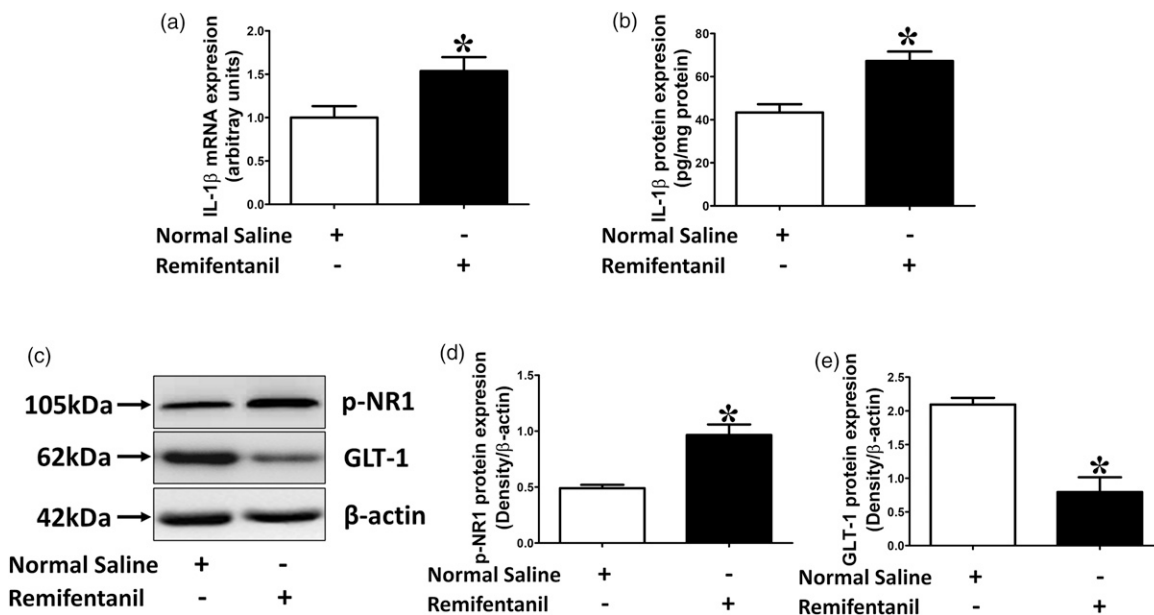 (a)
IL-1β mRNA expresion
(arbitray units)
2.0
1.5
1.0
0.5
0.0
*
Normal Saline + -
Remifentanil - +
(b)
IL-1β protein expresion
(pg/mg protein)
80
60
40
20
0
*
Normal Saline + -
Remifentanil - +
(c)
105kDa p-NR1
62kDa GLT-1
42kDa β-actin
Normal Saline + -
Remifentanil - +
(d)
p-NR1 protein expresion
(Density/β-actin)
1.5
1.0
0.5
0.0
*
Normal Saline + -
Remifentanil - +
(e)
GLT-1 protein expresion
(Density/β-actin)
2.5
2.0
1.5
1.0
0.5
0.0
*
Normal Saline + -
Remifentanil - +